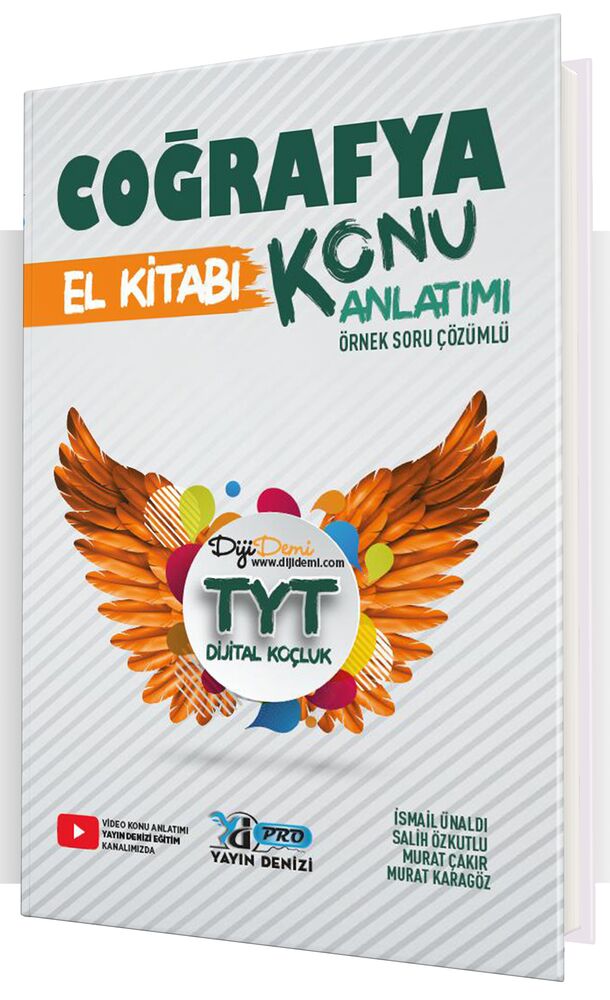 COĞRAFYA
EL KİTABI
KONU
ANLATIMI
ÖRNEK SORU ÇÖZÜMLÜ
DijiDemi
www.dijidemi.com
TYT
DİJİTAL KOÇLUK
VİDEO KONU ANLATIMI
YAYIN DENİZİ EĞİTİM
KANALIMIZDA
yd PRO
YAYIN DENİZİ
İSMAİL ÜNALDI
SALİH ÖZKUTLU
MURAT ÇAKIR
MURAT KARAGÖZ